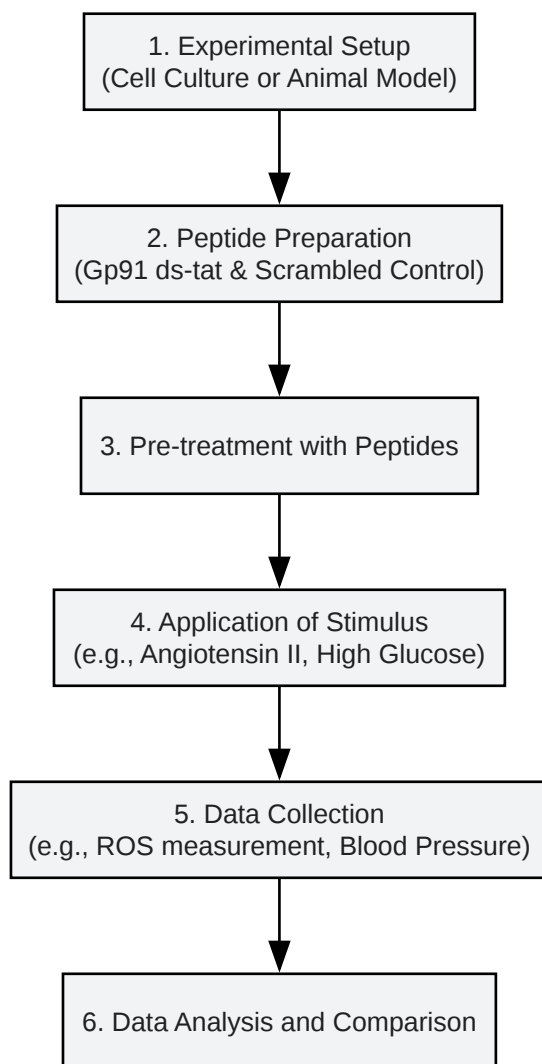 1. Experimental Setup
(Cell Culture or Animal Model)
2. Peptide Preparation
(Gp91 ds-tat & Scrambled Control)
3. Pre-treatment with Peptides
4. Application of Stimulus
(e.g., Angiotensin II, High Glucose)
5. Data Collection
(e.g., ROS measurement, Blood Pressure)
6. Data Analysis and Comparison